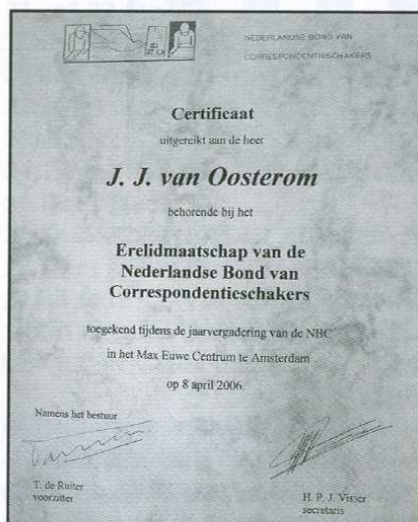 NEDERLANDSE BOND VAN
CORRESPONDENTIESCHAKERS
Certificaat
uitgereikt aan de heer
J. J. van Oosterom
behorende bij het
Erelidmaatschap van de
Nederlandse Bond van
Correspondentieschakers
toegekend tijdens de jaarvergadering van de NBC
in het Max Euwe Centrum te Amsterdam
op 8 april 2006
Namens het bestuur
T. de Ruiter
voorzitter
H. P. J. Visser
secretaris